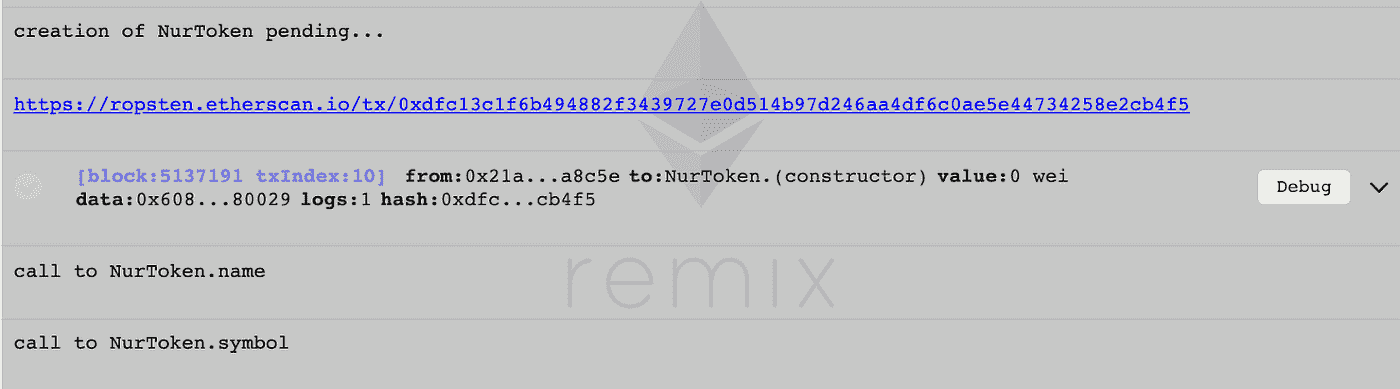 creation of NurToken pending...
https://ropsten.etherscan.io/tx/0xdfc13c1f6b494882f3439727e0d514b97d246aa4df6c0ae5e44734258e2cb4f5
[block:5137191 txIndex:10] from:0x21a...a8c5e to:NurToken.(constructor) value:0 wei
data:0x608...80029 logs:1 hash:0xdfc...cb4f5
Debug
call to NurToken.name
remix
call to NurToken.symbol